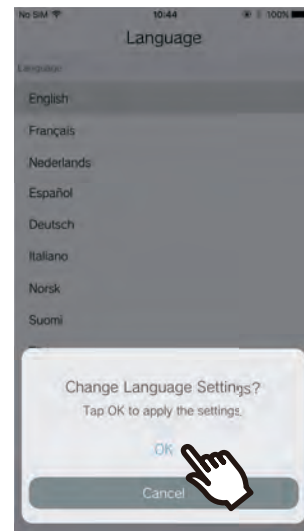 No SIM 10:44 100%
Language
Language
English
Français
Nederlands
Español
Deutsch
Italiano
Norsk
Suomi
Change Language Settings?
Tap OK to apply the settings.
OK
Cancel